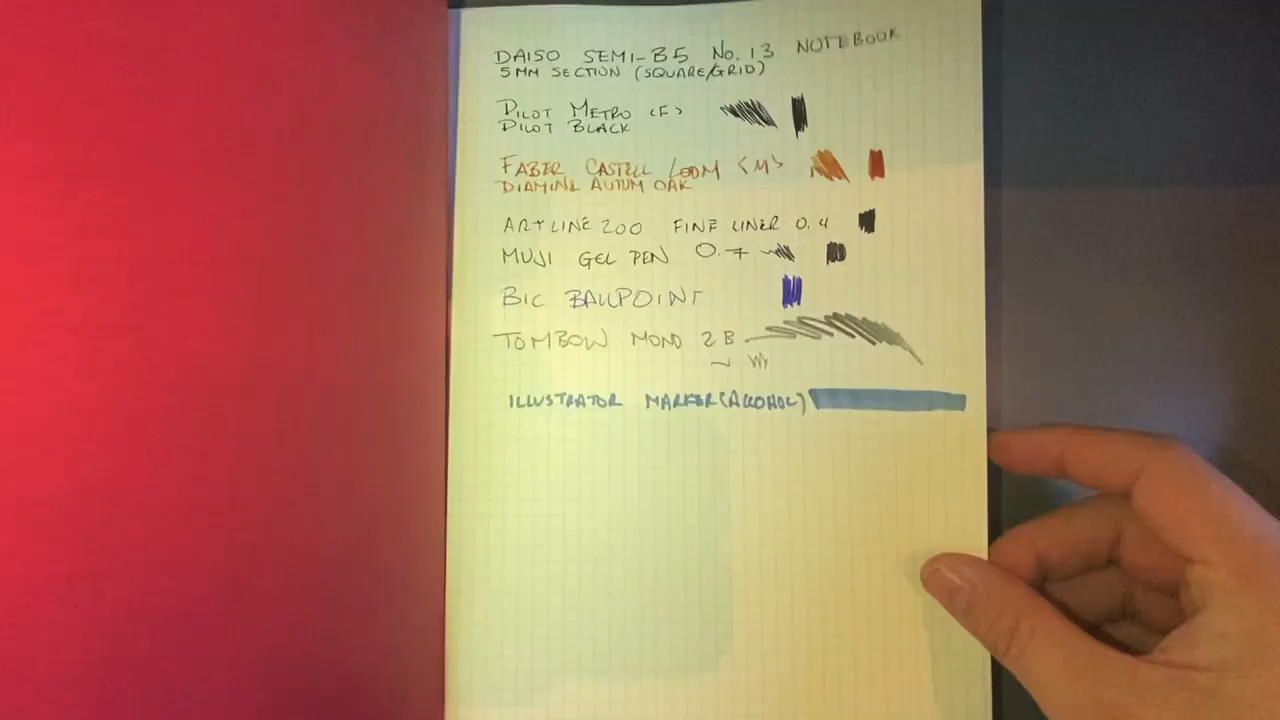 DAISO SEMI-B5 No. 13 NOTEBOOK
5MM SECTION (SQUARE/GRID)
PILOT METRO <F>
PILOT BLACK
FABER CASTELL LOOM <M>
DIAMINE AUTUM OAK
ARTLINE 200 FINE LINER 0.4
MUJI GEL PEN 0.7
BIC BALLPOINT
TOMBOW MONO 2B
ILLUSTRATOR MARKER (ALCOHOL)